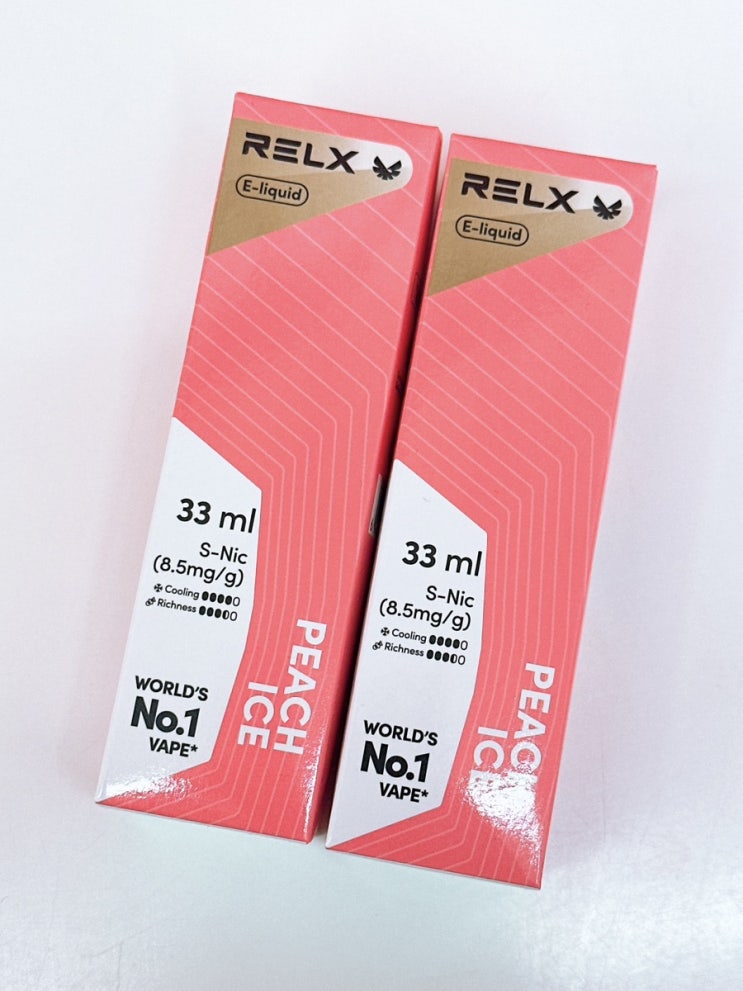 RELX
E-liquid
33 ml
S-Nic
(8.5mg/g)
Cooling
Richness
WORLD'S
No.1
VAPE*
PEACH
ICE
RELX
E-liquid
33 ml
S-Nic
(8.5mg/g)
Cooling
Richness
WORLD'S
No.1
VAPE*
PEACH
ICE